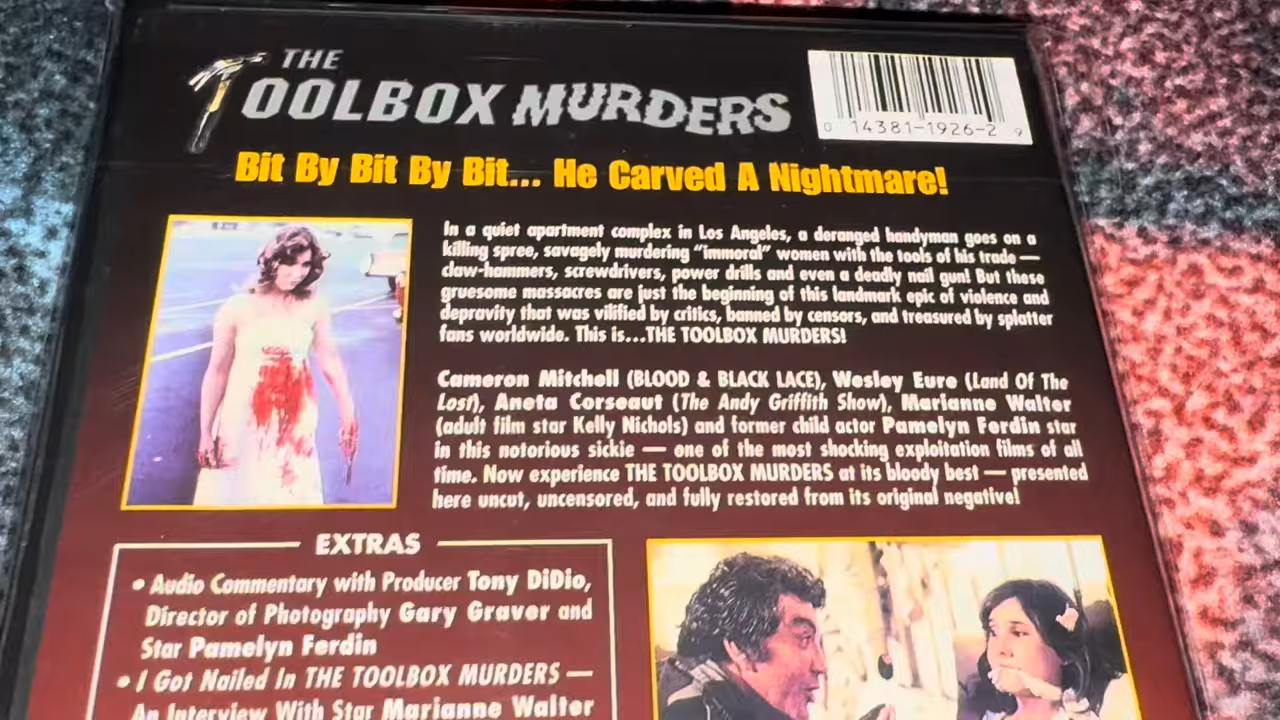 THE
TOOLBOX MURDERS
0 14381-1926-2 9
Bit By Bit By Bit... He Carved A Nightmare!
In a quiet apartment complex in Los Angeles, a deranged handyman goes on a
killing spree, savagely murdering "immoral" women with the tools of his trade —
claw-hammers, screwdrivers, power drills and even a deadly nail gun! But these
gruesome massacres are just the beginning of this landmark epic of violence and
depravity that was vilified by critics, banned by censors, and treasured by splatter
fans worldwide. This is...THE TOOLBOX MURDERS!
Cameron Mitchell (BLOOD & BLACK LACE), Wesley Eure (Land Of The
Lost), Aneta Corseaut (The Andy Griffith Show), Marianne Walter
(adult film star Kelly Nichols) and former child actor Pamelyn Ferdin star
in this notorious sickie — one of the most shocking exploitation films of all
time. Now experience THE TOOLBOX MURDERS at its bloody best — presented
here uncut, uncensored, and fully restored from its original negative!
EXTRAS
• Audio Commentary with Producer Tony DiDio,
Director of Photography Gary Graver and
Star Pamelyn Ferdin
• I Got Nailed In THE TOOLBOX MURDERS —
An Interview With Star Marianne Walter